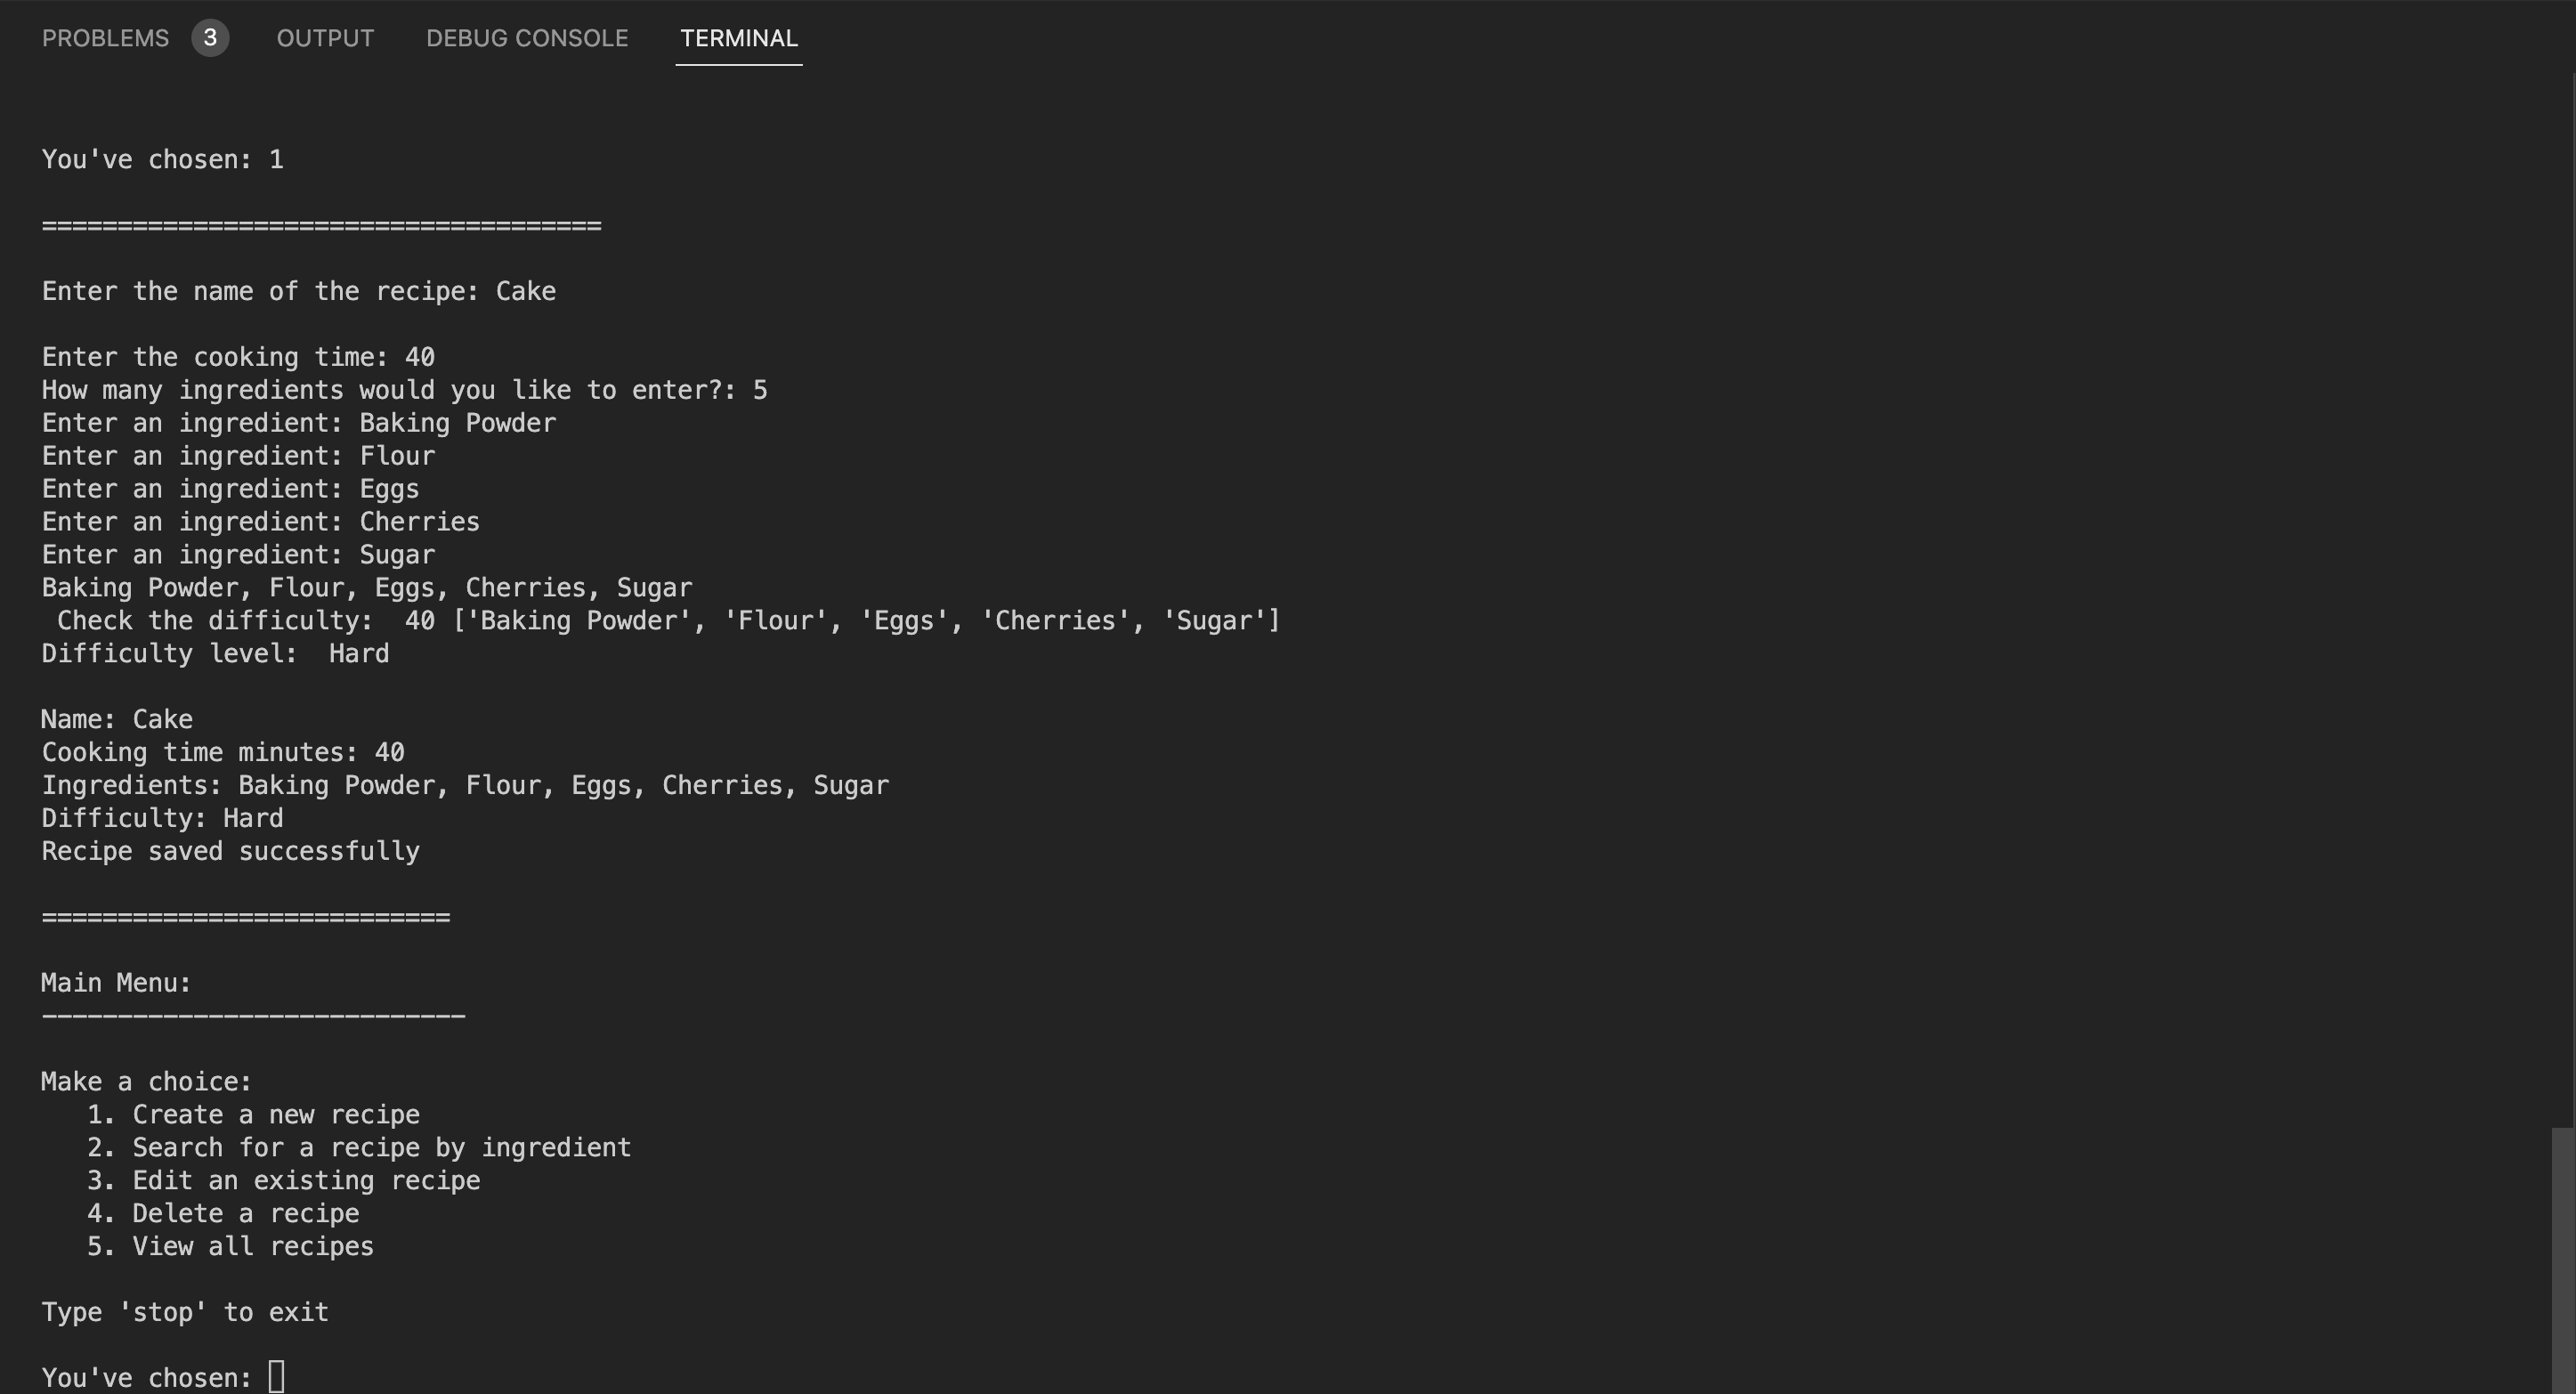 PROBLEMS 3 OUTPUT DEBUG CONSOLE TERMINAL
You've chosen: 1
=====================================
Enter the name of the recipe: Cake
Enter the cooking time: 40
How many ingredients would you like to enter?: 5
Enter an ingredient: Baking Powder
Enter an ingredient: Flour
Enter an ingredient: Eggs
Enter an ingredient: Cherries
Enter an ingredient: Sugar
Baking Powder, Flour, Eggs, Cherries, Sugar
 Check the difficulty:  40 ['Baking Powder', 'Flour', 'Eggs', 'Cherries', 'Sugar']
Difficulty level:  Hard
Name: Cake
Cooking time minutes: 40
Ingredients: Baking Powder, Flour, Eggs, Cherries, Sugar
Difficulty: Hard
Recipe saved successfully
===========================
Main Menu:
----------------------------
Make a choice:
   1. Create a new recipe
   2. Search for a recipe by ingredient
   3. Edit an existing recipe
   4. Delete a recipe
   5. View all recipes
Type 'stop' to exit
You've chosen: